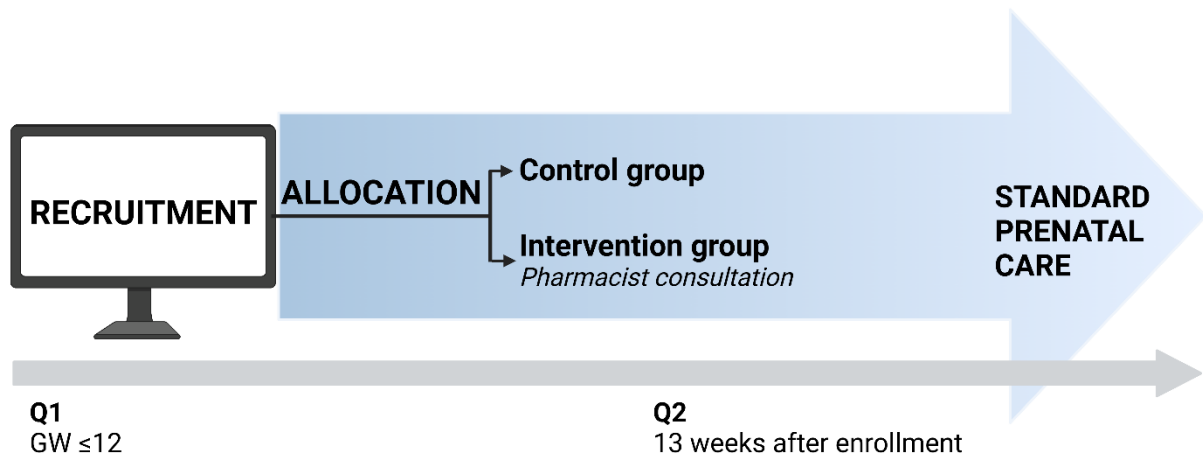 RECRUITMENT
ALLOCATION
Control group
Intervention group
Pharmacist consultation
STANDARD
PRENATAL
CARE
Q1
GW ≤12
Q2
13 weeks after enrollment